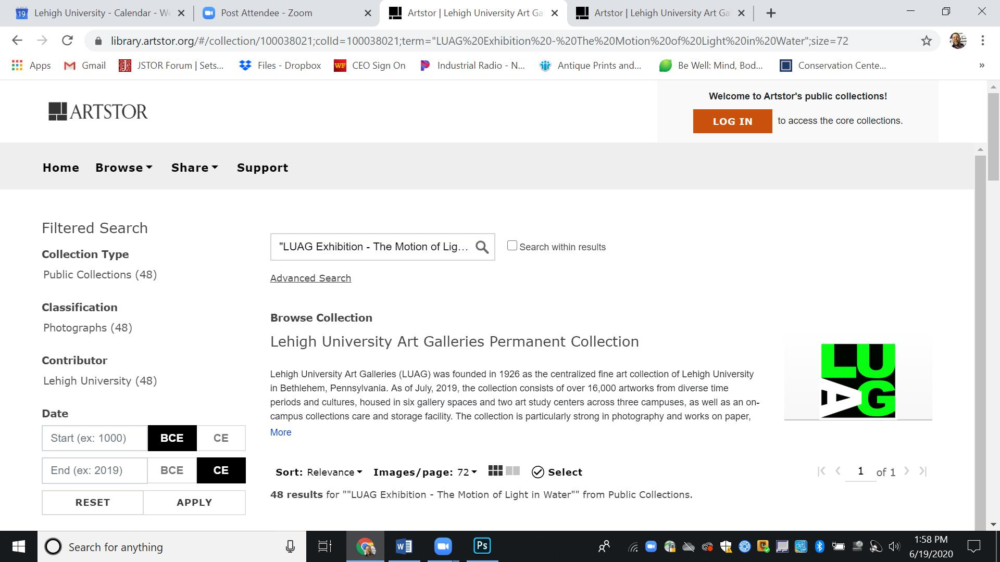 19 Lehigh University - Calendar - We
Post Attendee - Zoom
Artstor | Lehigh University Art Ga
Artstor | Lehigh University Art Ga
library.artstor.org/#/collection/100038021;colId=100038021;term="LUAG%20Exhibition%20-%20The%20Motion%20of%20Light%20in%20Water";size=72
Apps
Gmail
JSTOR Forum | Sets...
Files - Dropbox
WF CEO Sign On
Industrial Radio - N...
Antique Prints and...
Be Well: Mind, Bod...
Conservation Cente...
»
ARTSTOR
Welcome to Artstor's public collections!
LOG IN to access the core collections.
Home Browse Share Support
Filtered Search
Collection Type
Public Collections (48)
Classification
Photographs (48)
Contributor
Lehigh University (48)
Date
Start (ex: 1000) BCE CE
End (ex: 2019) BCE CE
RESET APPLY
"LUAG Exhibition - The Motion of Lig...
Search within results
Advanced Search
Browse Collection
Lehigh University Art Galleries Permanent Collection
Lehigh University Art Galleries (LUAG) was founded in 1926 as the centralized fine art collection of Lehigh University
in Bethlehem, Pennsylvania. As of July, 2019, the collection consists of over 16,000 artworks from diverse time
periods and cultures, housed in six gallery spaces and two art study centers across three campuses, as well as an on-
campus collections care and storage facility. The collection is particularly strong in photography and works on paper,
More
LU
AG
Sort: Relevance Images/page: 72 Select
1 of 1
48 results for ""LUAG Exhibition - The Motion of Light in Water"" from Public Collections.
Search for anything
Ps
1:58 PM
6/19/2020